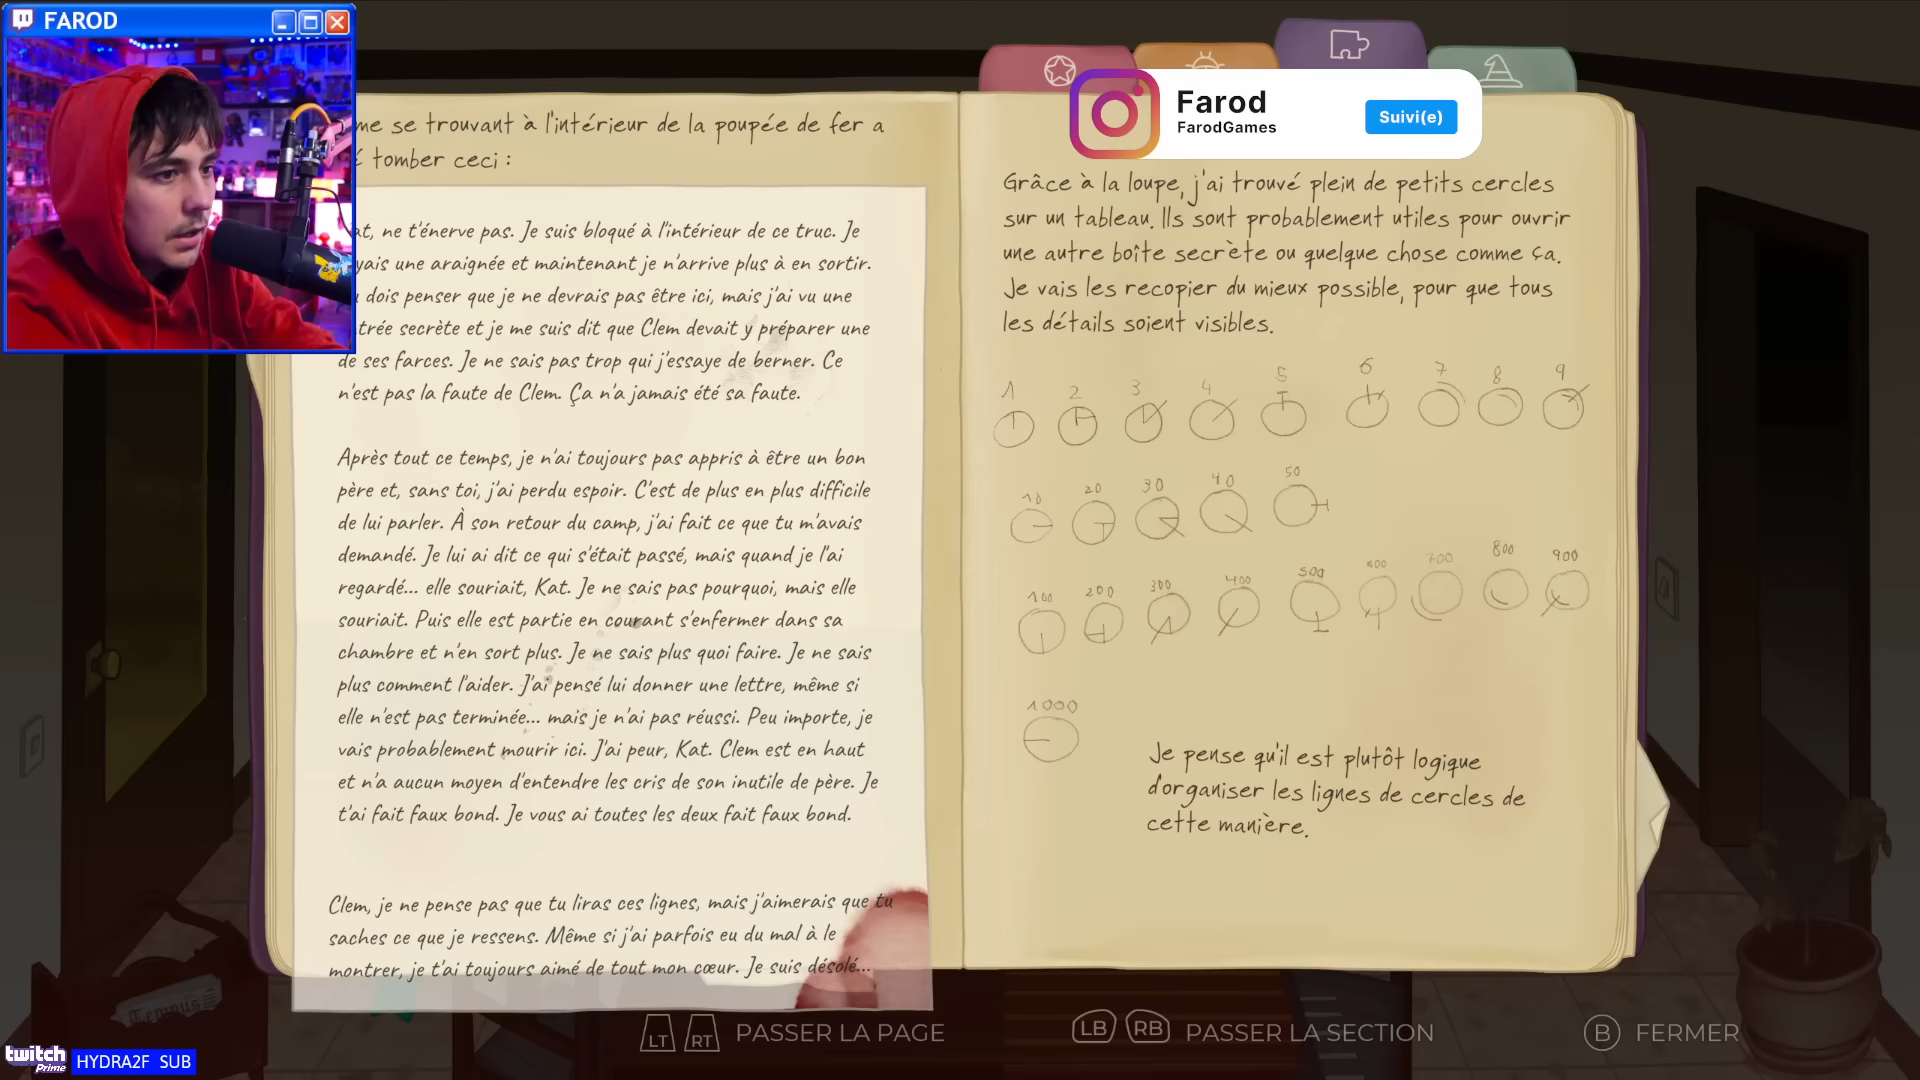 FAROD
me se trouvant à l'intérieur de la poupée de fer a
tomber ceci :
at, ne t'énerve pas. Je suis bloqué à l'intérieur de ce truc. Je
yais une araignée et maintenant je n'arrive plus à en sortir.
dois penser que je ne devrais pas être ici, mais j'ai vu une
trée secrète et je me suis dit que Clem devait y préparer une
de ses farces. Je ne sais pas trop qui j'essaye de berner. Ce
n'est pas la faute de Clem. Ça n'a jamais été sa faute.
Après tout ce temps, je n'ai toujours pas appris à être un bon
père et, sans toi, j'ai perdu espoir. C'est de plus en plus difficile
de lui parler. À son retour du camp, j'ai fait ce que tu m'avais
demandé. Je lui ai dit ce qui s'était passé, mais quand je l'ai
regardé... elle souriait, Kat. Je ne sais pas pourquoi, mais elle
souriait. Puis elle est partie en courant s'enfermer dans sa
chambre et n'en sort plus. Je ne sais plus quoi faire. Je ne sais
plus comment l'aider. J'ai pensé lui donner une lettre, même si
elle n'est pas terminée... mais je n'ai pas réussi. Peu importe, je
vais probablement mourir ici. J'ai peur, Kat. Clem est en haut
et n'a aucun moyen d'entendre les cris de son inutile de père. Je
t'ai fait faux bond. Je vous ai toutes les deux fait faux bond.
Clem, je ne pense pas que tu liras ces lignes, mais j'aimerais que tu
saches ce que je ressens. Même si j'ai parfois eu du mal à le
montrer, je t'ai toujours aimé de tout mon cœur. Je suis désolé...
Farod
FarodGames
Suivi(e)
Grâce à la loupe, j'ai trouvé plein de petits cercles
sur un tableau. Ils sont probablement utiles pour ouvrir
une autre boîte secrète ou quelque chose comme ça.
Je vais les recopier du mieux possible, pour que tous
les détails soient visibles.
1 2 3 4 5 6 7 8 9
10 20 30 40 50
100 200 300 400 500 600 700 800 900
1000
Je pense qu'il est plutôt logique
d'organiser les lignes de cercles de
cette manière.
Tempus
LT RT PASSER LA PAGE
LB RB PASSER LA SECTION
B FERMER
twitch
Prime
HYDRA2F SUB